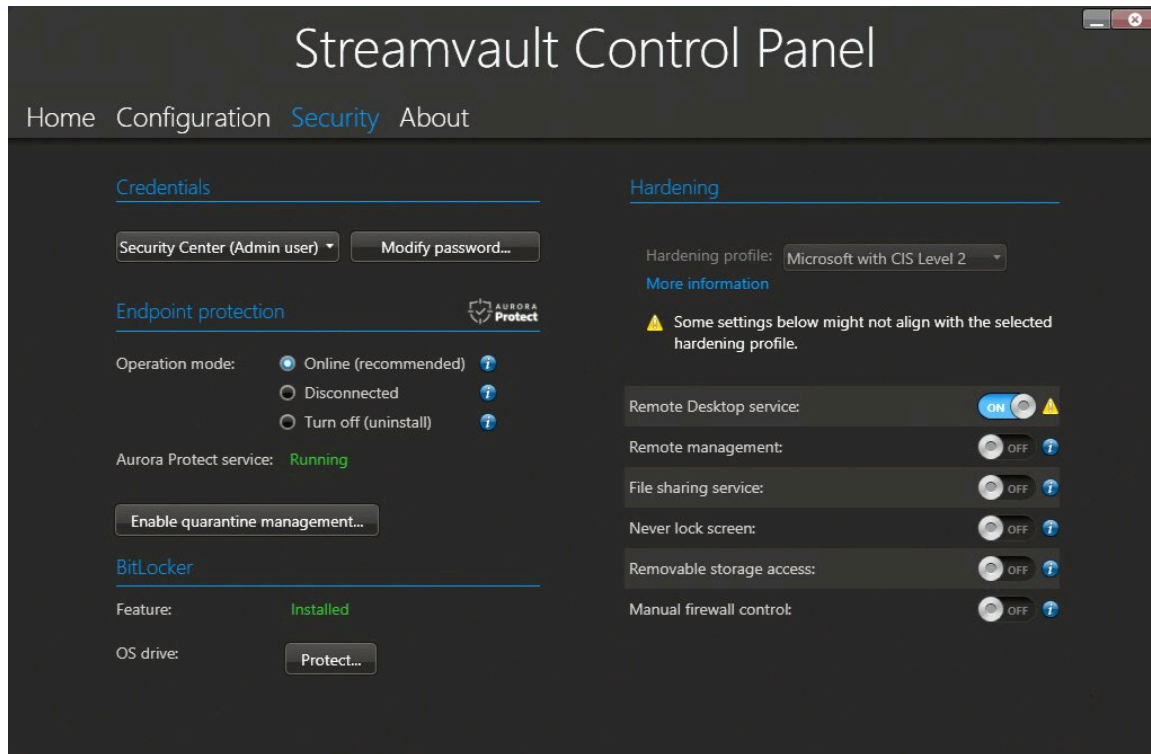 Streamvault Control Panel
Home Configuration Security About
Credentials
Security Center (Admin user)
Modify password...
Endpoint protection
AURORA
Protect
Operation mode:
Online (recommended)
Disconnected
Turn off (uninstall)
Aurora Protect service: Running
Enable quarantine management...
BitLocker
Feature: Installed
OS drive: Protect...
Hardening
Hardening profile: Microsoft with CIS Level 2
More information
Some settings below might not align with the selected
hardening profile.
Remote Desktop service: ON
Remote management: OFF
File sharing service: OFF
Never lock screen: OFF
Removable storage access: OFF
Manual firewall control: OFF